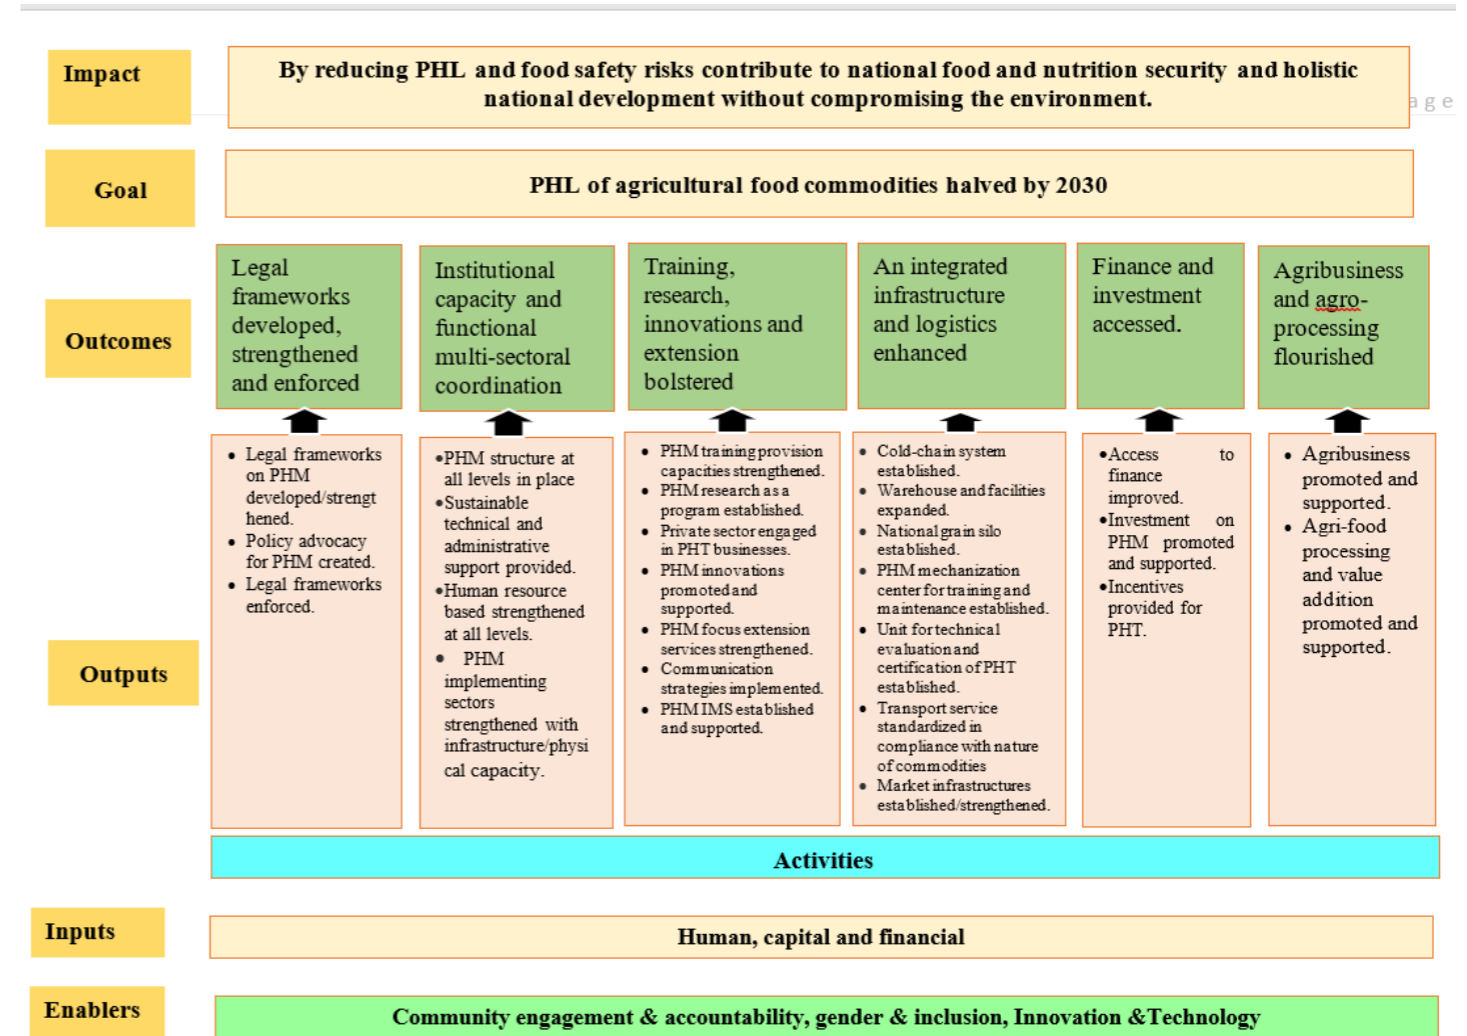 Impact
By reducing PHL and food safety risks contribute to national food and nutrition security and holistic
national development without compromising the environment.
age
Goal
PHL of agricultural food commodities halved by 2030
Outcomes
Legal
frameworks
developed,
strengthened
and enforced
Institutional
capacity and
functional
multi-sectoral
coordination
Training,
research,
innovations and
extension
bolstered
An integrated
infrastructure
and logistics
enhanced
Finance and
investment
accessed.
Agribusiness
and agro-
processing
flourished
Outputs
• Legal frameworks
on PHM
developed/strengt
hened.
• Policy advocacy
for PHM created.
• Legal frameworks
enforced.
•PHM structure at
all levels in place
•Sustainable
technical and
administrative
support provided.
•Human resource
based strengthened
at all levels.
• PHM
implementing
sectors
strengthened with
infrastructure/physi
cal capacity.
• PHM training provision
capacities strengthened.
• PHM research as a
program established.
• Private sector engaged
in PHT businesses.
• PHM innovations
promoted and
supported.
• PHM focus extension
services strengthened.
• Communication
strategies implemented.
• PHM IMS established
and supported.
• Cold-chain system
established.
• Warehouse and facilities
expanded.
• National grain silo
established.
• PHM mechanization
center for training and
maintenance established.
• Unit for technical
evaluation and
certification of PHT
established.
• Transport service
standardized in
compliance with nature
of commodities
• Market infrastructures
established/strengthened.
•Access to
finance
improved.
•Investment on
PHM promoted
and supported.
•Incentives
provided for
PHT.
• Agribusiness
promoted and
supported.
• Agri-food
processing
and value
addition
promoted and
supported.
Activities
Inputs
Human, capital and financial
Enablers
Community engagement & accountability, gender & inclusion, Innovation &Technology